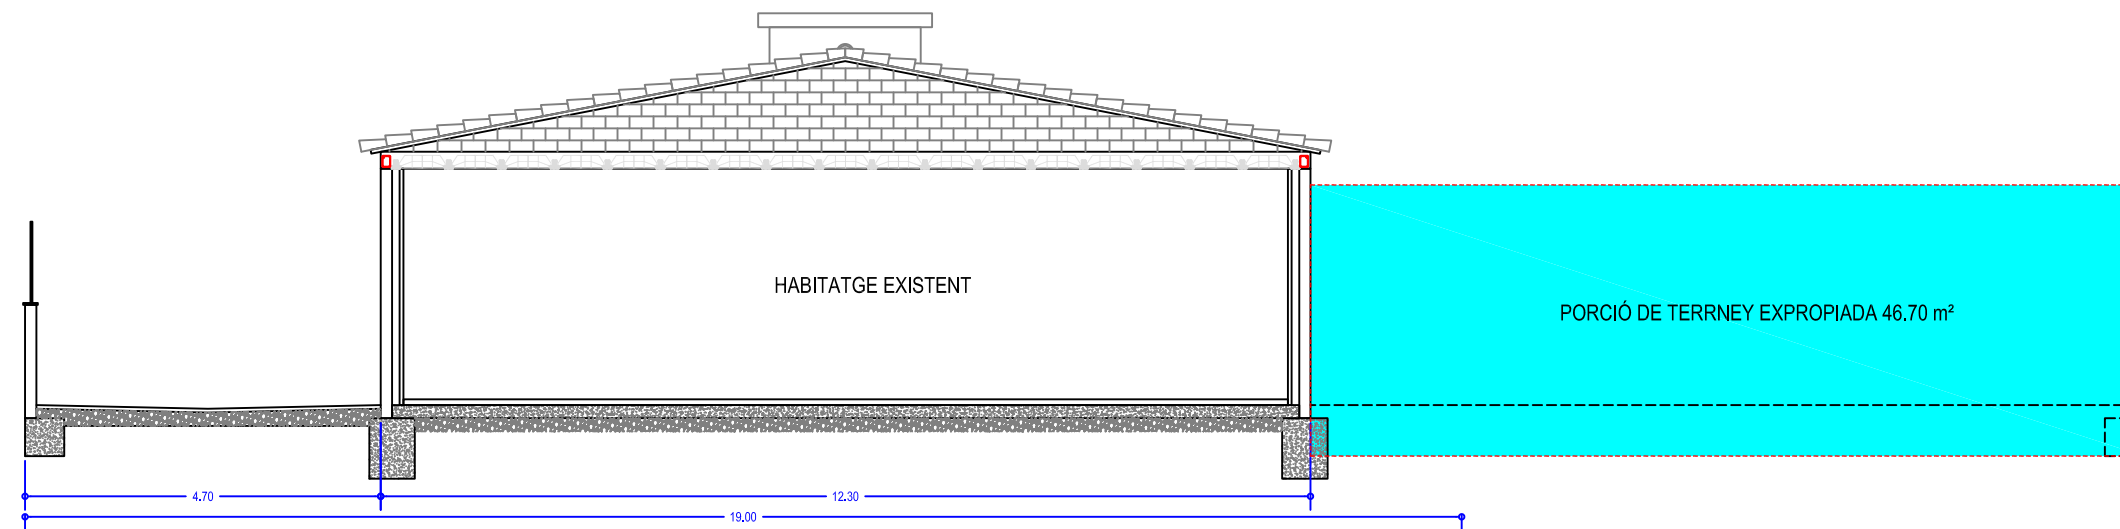 HABITATGE EXISTENT
PORCIÓ DE TERRNEY EXPROPIADA 46.70 m²
4.70
12.30
19.00